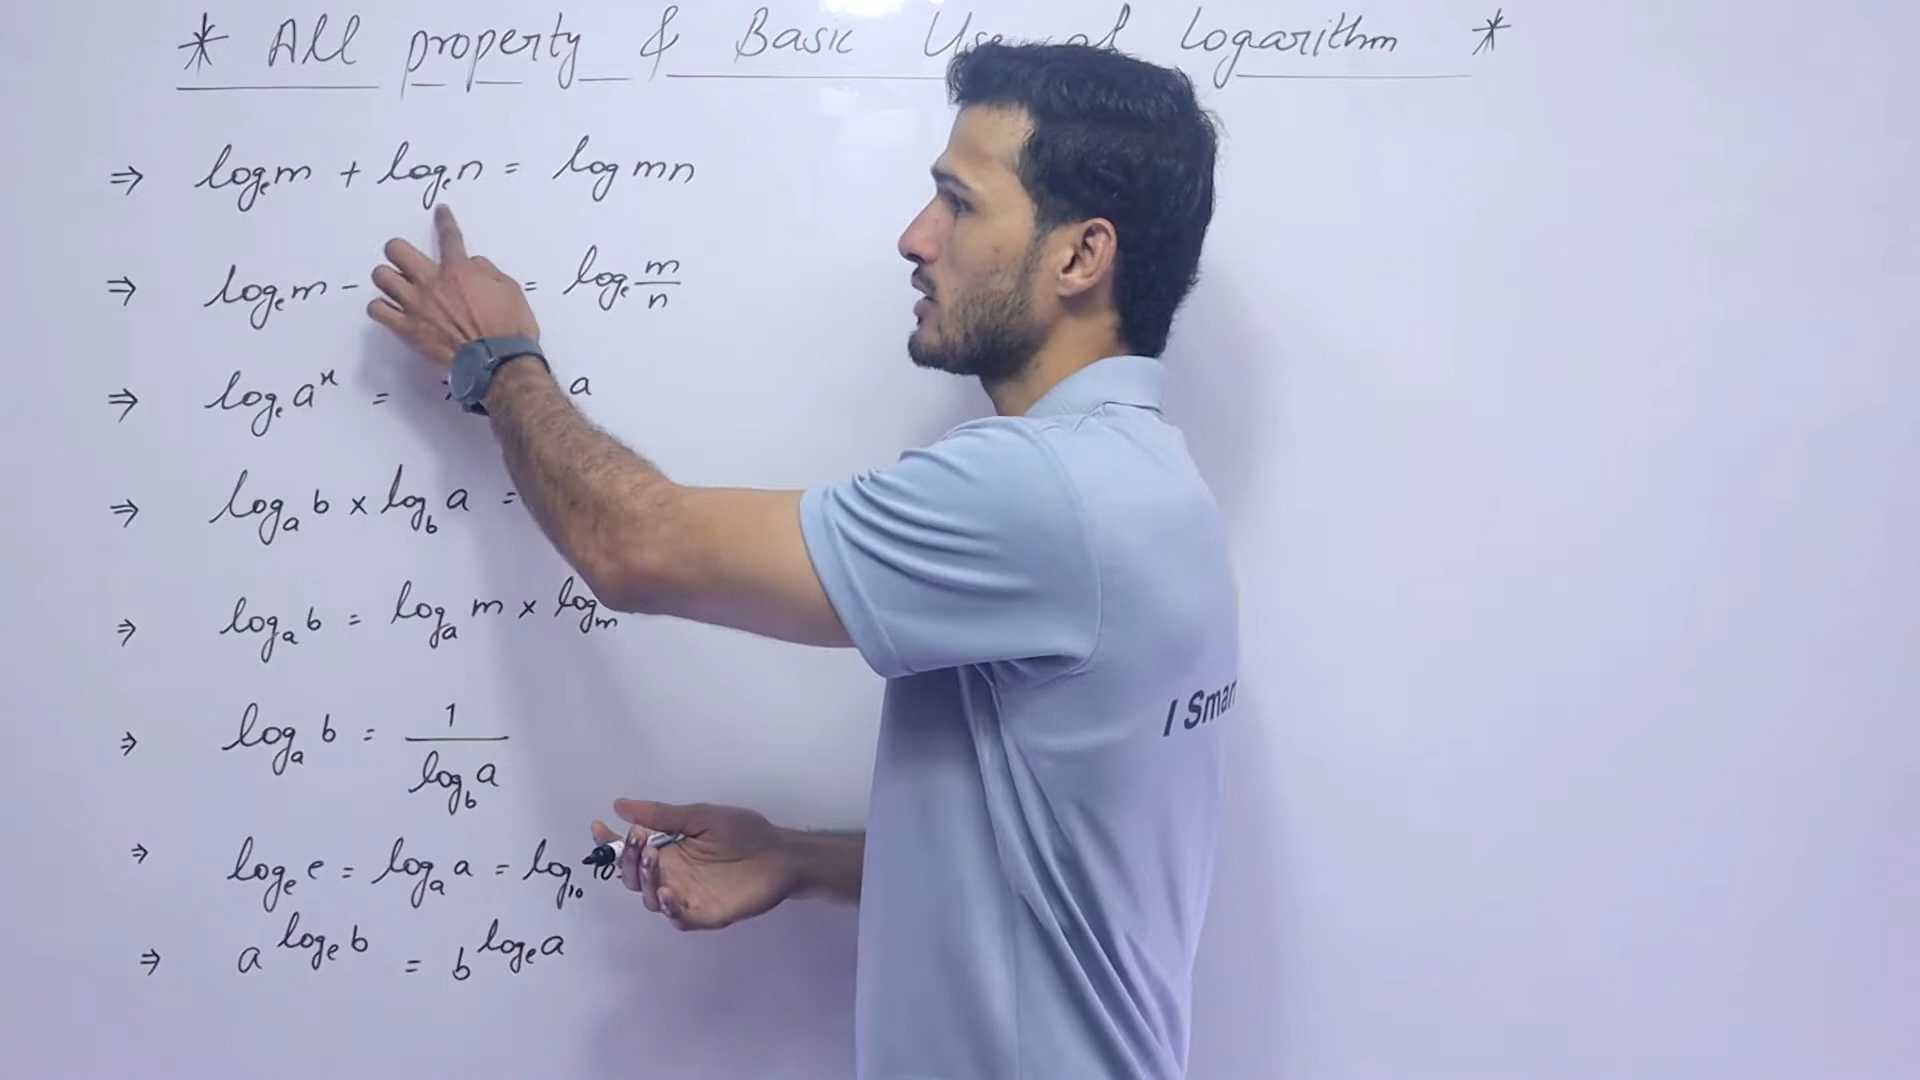 * All property & Basic Use of Logarithm *
⇒ logₑm + logₑn = log mn
⇒ logₑm - = logₑ m/n
⇒ logₑaˣ = a
⇒ logₐb × log_b a =
⇒ logₐb = logₐm × logₘ
⇒ logₐb = 1/log_b a
⇒ logₑe = logₐa = log₁₀10
⇒ a^(logₑb) = b^(logₑa)
I Smar